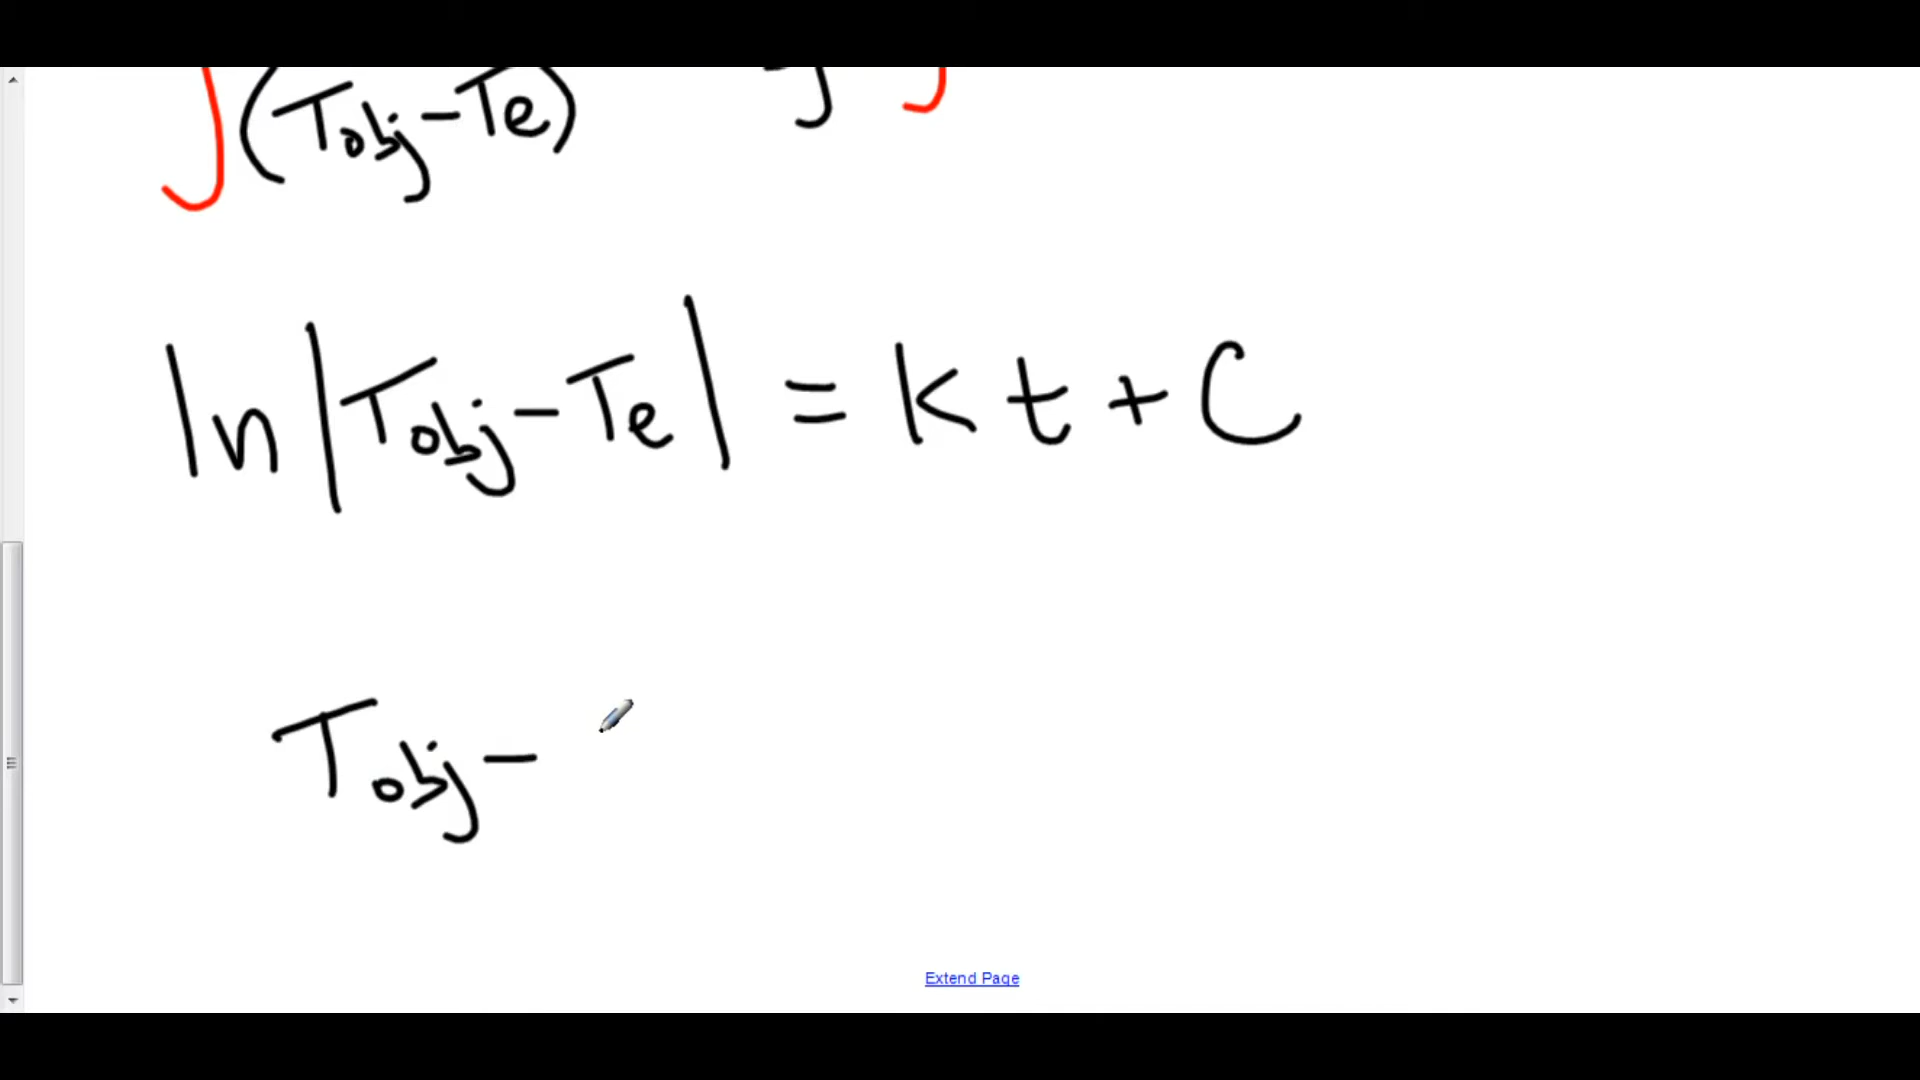 ∫(Tobj-Te) ∫ ∫
ln|Tobj-Te| = kt+C
Tobj-
Extend Page